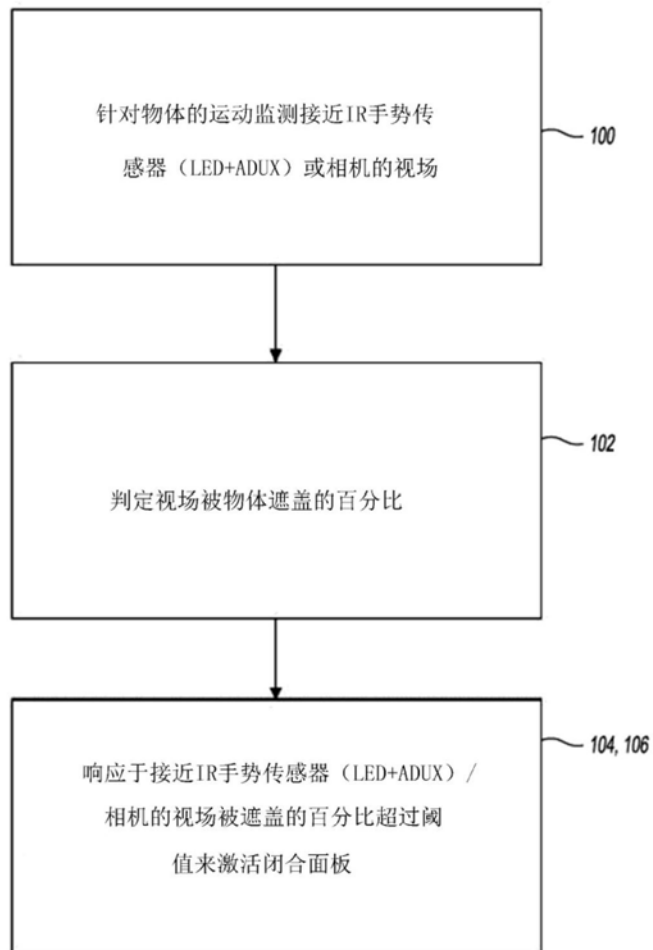 针对物体的运动监测接近IR手势传
感器（LED+ADUX）或相机的视场
100
判定视场被物体遮盖的百分比
102
响应于接近IR手势传感器（LED+ADUX）/
相机的视场被遮盖的百分比超过阈
值来激活闭合面板
104, 106